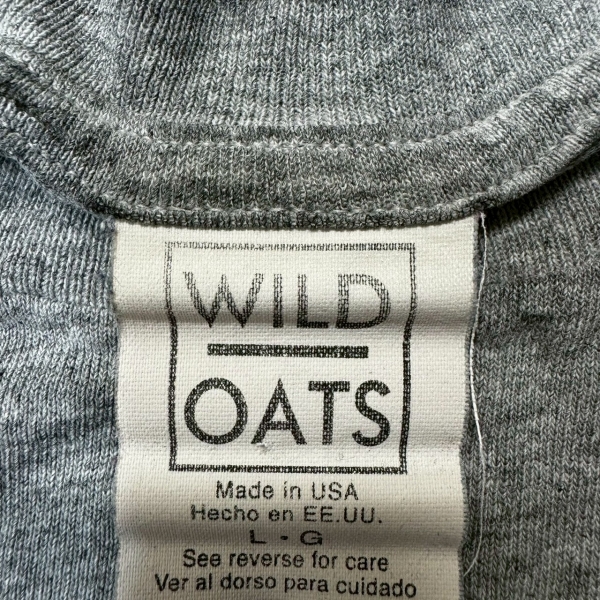 WILD
OATS
Made in USA
Hecho en EE.UU.
L - G
See reverse for care
Ver al dorso para cuidado